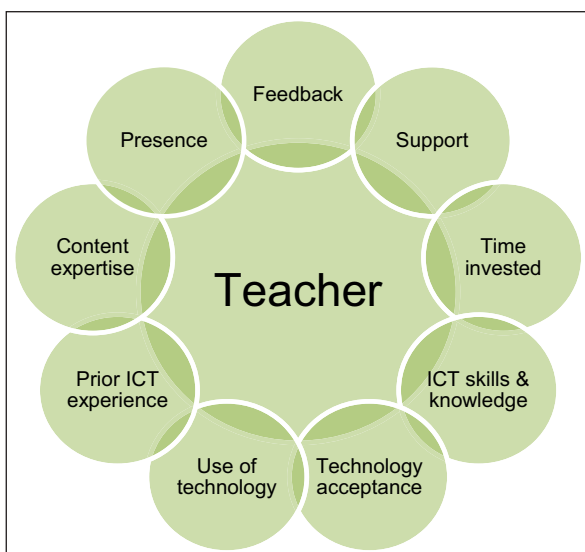 Feedback
Support
Time
invested
ICT skills &
knowledge
Technology
acceptance
Use of
technology
Prior ICT
experience
Content
expertise
Presence
Teacher